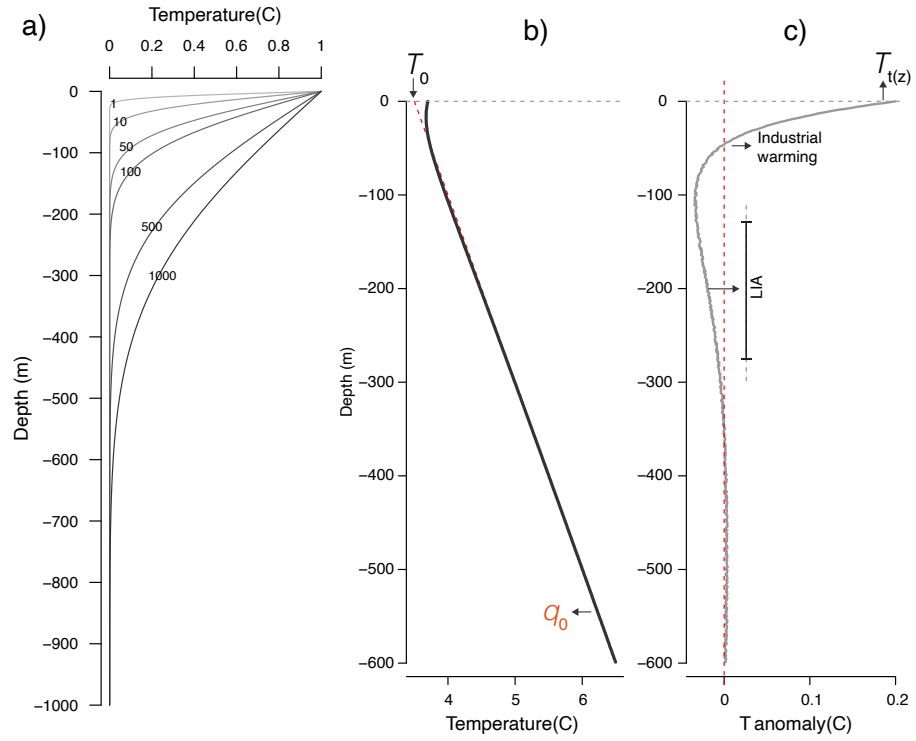 a)
Temperature(C)
0 0.2 0.4 0.6 0.8 1
0
−100
−200
−300
−400
−500
−600
−700
−800
−900
−1000
Depth (m)
1
10
50
100
500
1000
b)
T0
0
−100
−200
−300
−400
−500
−600
Depth (m)
q0
4 5 6
Temperature(C)
c)
Tt(z)
0
−100
−200
−300
−400
−500
−600
Industrial
warming
LIA
0 0.1 0.2
T anomaly(C)